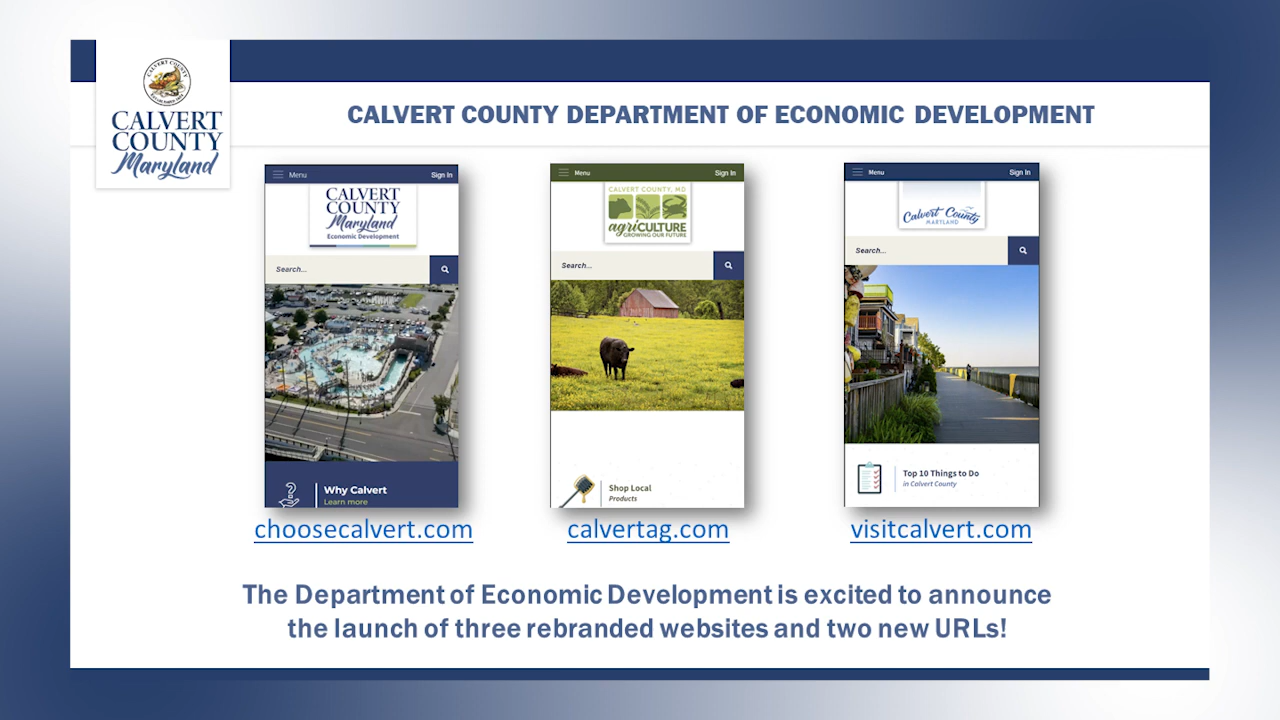 CALVERT COUNTY
ESTABLISHED 1654
CALVERT
COUNTY
Maryland
CALVERT COUNTY DEPARTMENT OF ECONOMIC DEVELOPMENT
Menu
Sign In
CALVERT
COUNTY
Maryland
Economic Development
Search...
Why Calvert
Learn more
choosecalvert.com
Menu
Sign In
CALVERT COUNTY, MD
agriCULTURE
GROWING OUR FUTURE
Search...
Shop Local
Products
calvertag.com
Menu
Sign In
Calvert County
MARYLAND
Search...
Top 10 Things to Do
in Calvert County
visitcalvert.com
The Department of Economic Development is excited to announce
the launch of three rebranded websites and two new URLs!